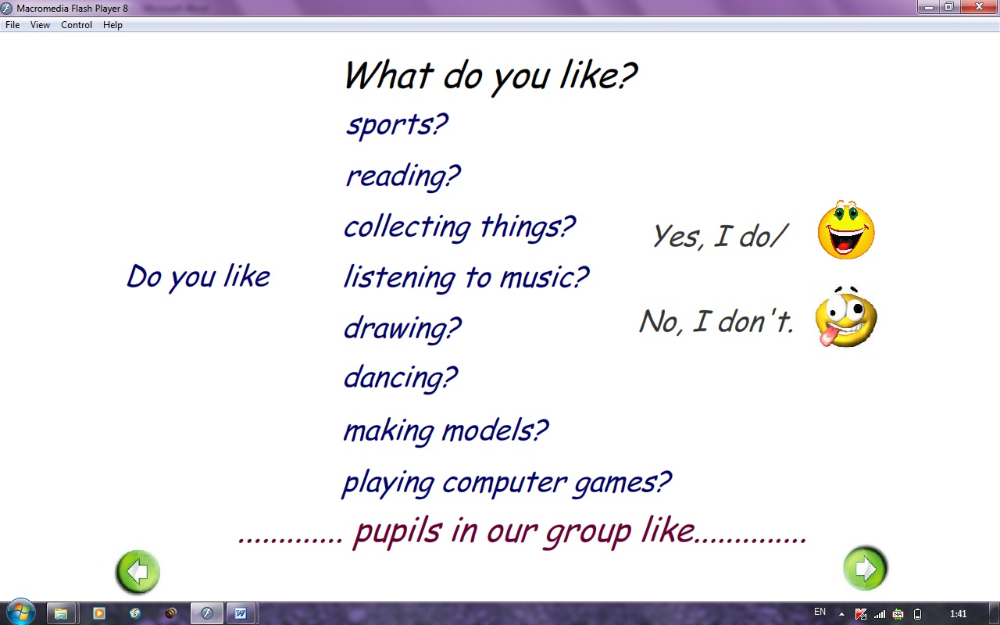 Macromedia Flash Player 8
File View Control Help
What do you like?
sports?
reading?
collecting things?
Yes, I do/
Do you like listening to music?
No, I don't.
drawing?
dancing?
making models?
playing computer games?
............. pupils in our group like..............
EN 1:41